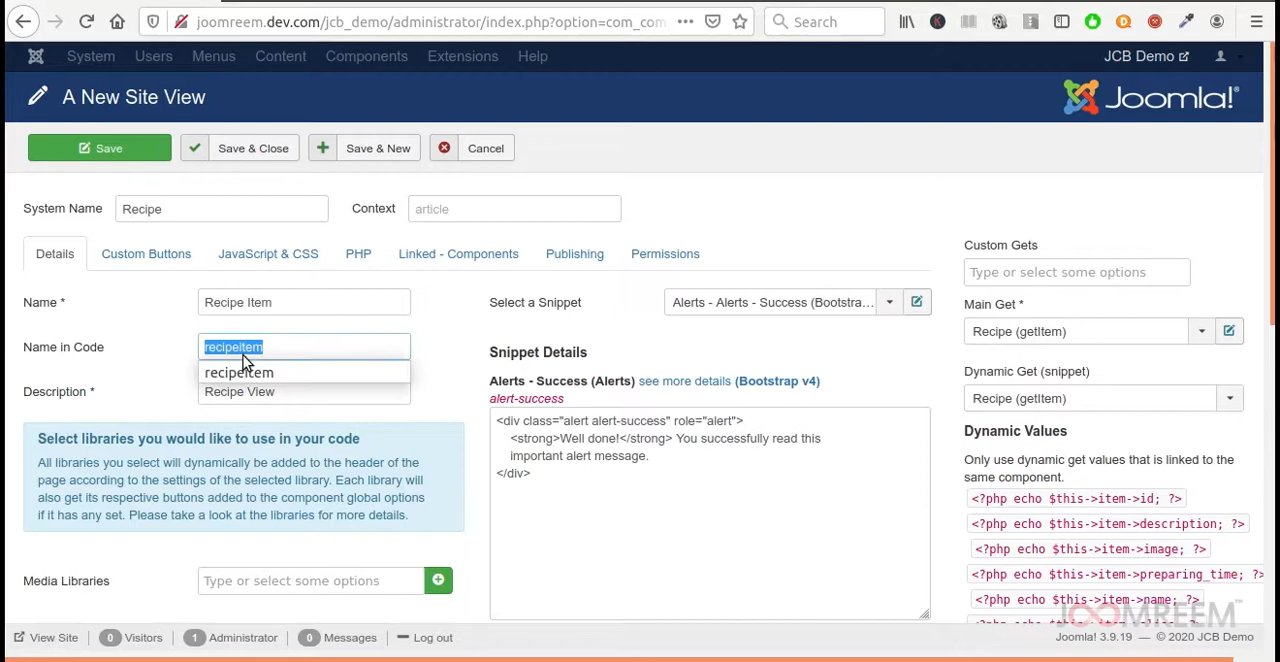 joomreem.dev.com/jcb_demo/administrator/index.php?option=com_com
Search
System Users Menus Content Components Extensions Help
JCB Demo
A New Site View
Joomla!®
Save Save & Close Save & New Cancel
System Name Recipe Context article
Details Custom Buttons JavaScript & CSS PHP Linked - Components Publishing Permissions
Name * Recipe Item
Name in Code recipeitem
recipeitem
Description * Recipe View
Select libraries you would like to use in your code
All libraries you select will dynamically be added to the header of the
page according to the settings of the selected library. Each library will
also get its respective buttons added to the component global options
if it has any set. Please take a look at the libraries for more details.
Media Libraries Type or select some options
Select a Snippet Alerts - Alerts - Success (Bootstra...
Snippet Details
Alerts - Success (Alerts) see more details (Bootstrap v4)
alert-success
<div class="alert alert-success" role="alert">
<strong>Well done!</strong> You successfully read this
important alert message.
</div>
Custom Gets
Type or select some options
Main Get *
Recipe (getItem)
Dynamic Get (snippet)
Recipe (getItem)
Dynamic Values
Only use dynamic get values that is linked to the
same component.
<?php echo $this->item->id; ?>
<?php echo $this->item->description; ?>
<?php echo $this->item->image; ?>
<?php echo $this->item->preparing_time; ?>
<?php echo $this->item->name; ?>
JOOMREEM™
View Site 0 Visitors 1 Administrator 0 Messages Log out
Joomla! 3.9.19 — © 2020 JCB Demo